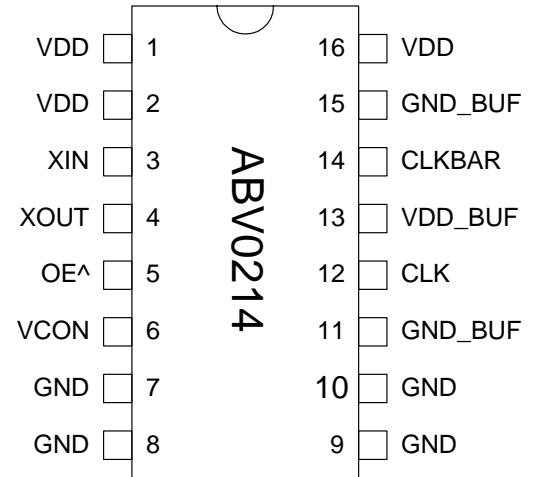 VDD 1 16 VDD
VDD 2 15 GND_BUF
XIN 3 14 CLKBAR
XOUT 4 13 VDD_BUF
OE^ 5 12 CLK
VCON 6 11 GND_BUF
GND 7 10 GND
GND 8 9 GND
ABV0214